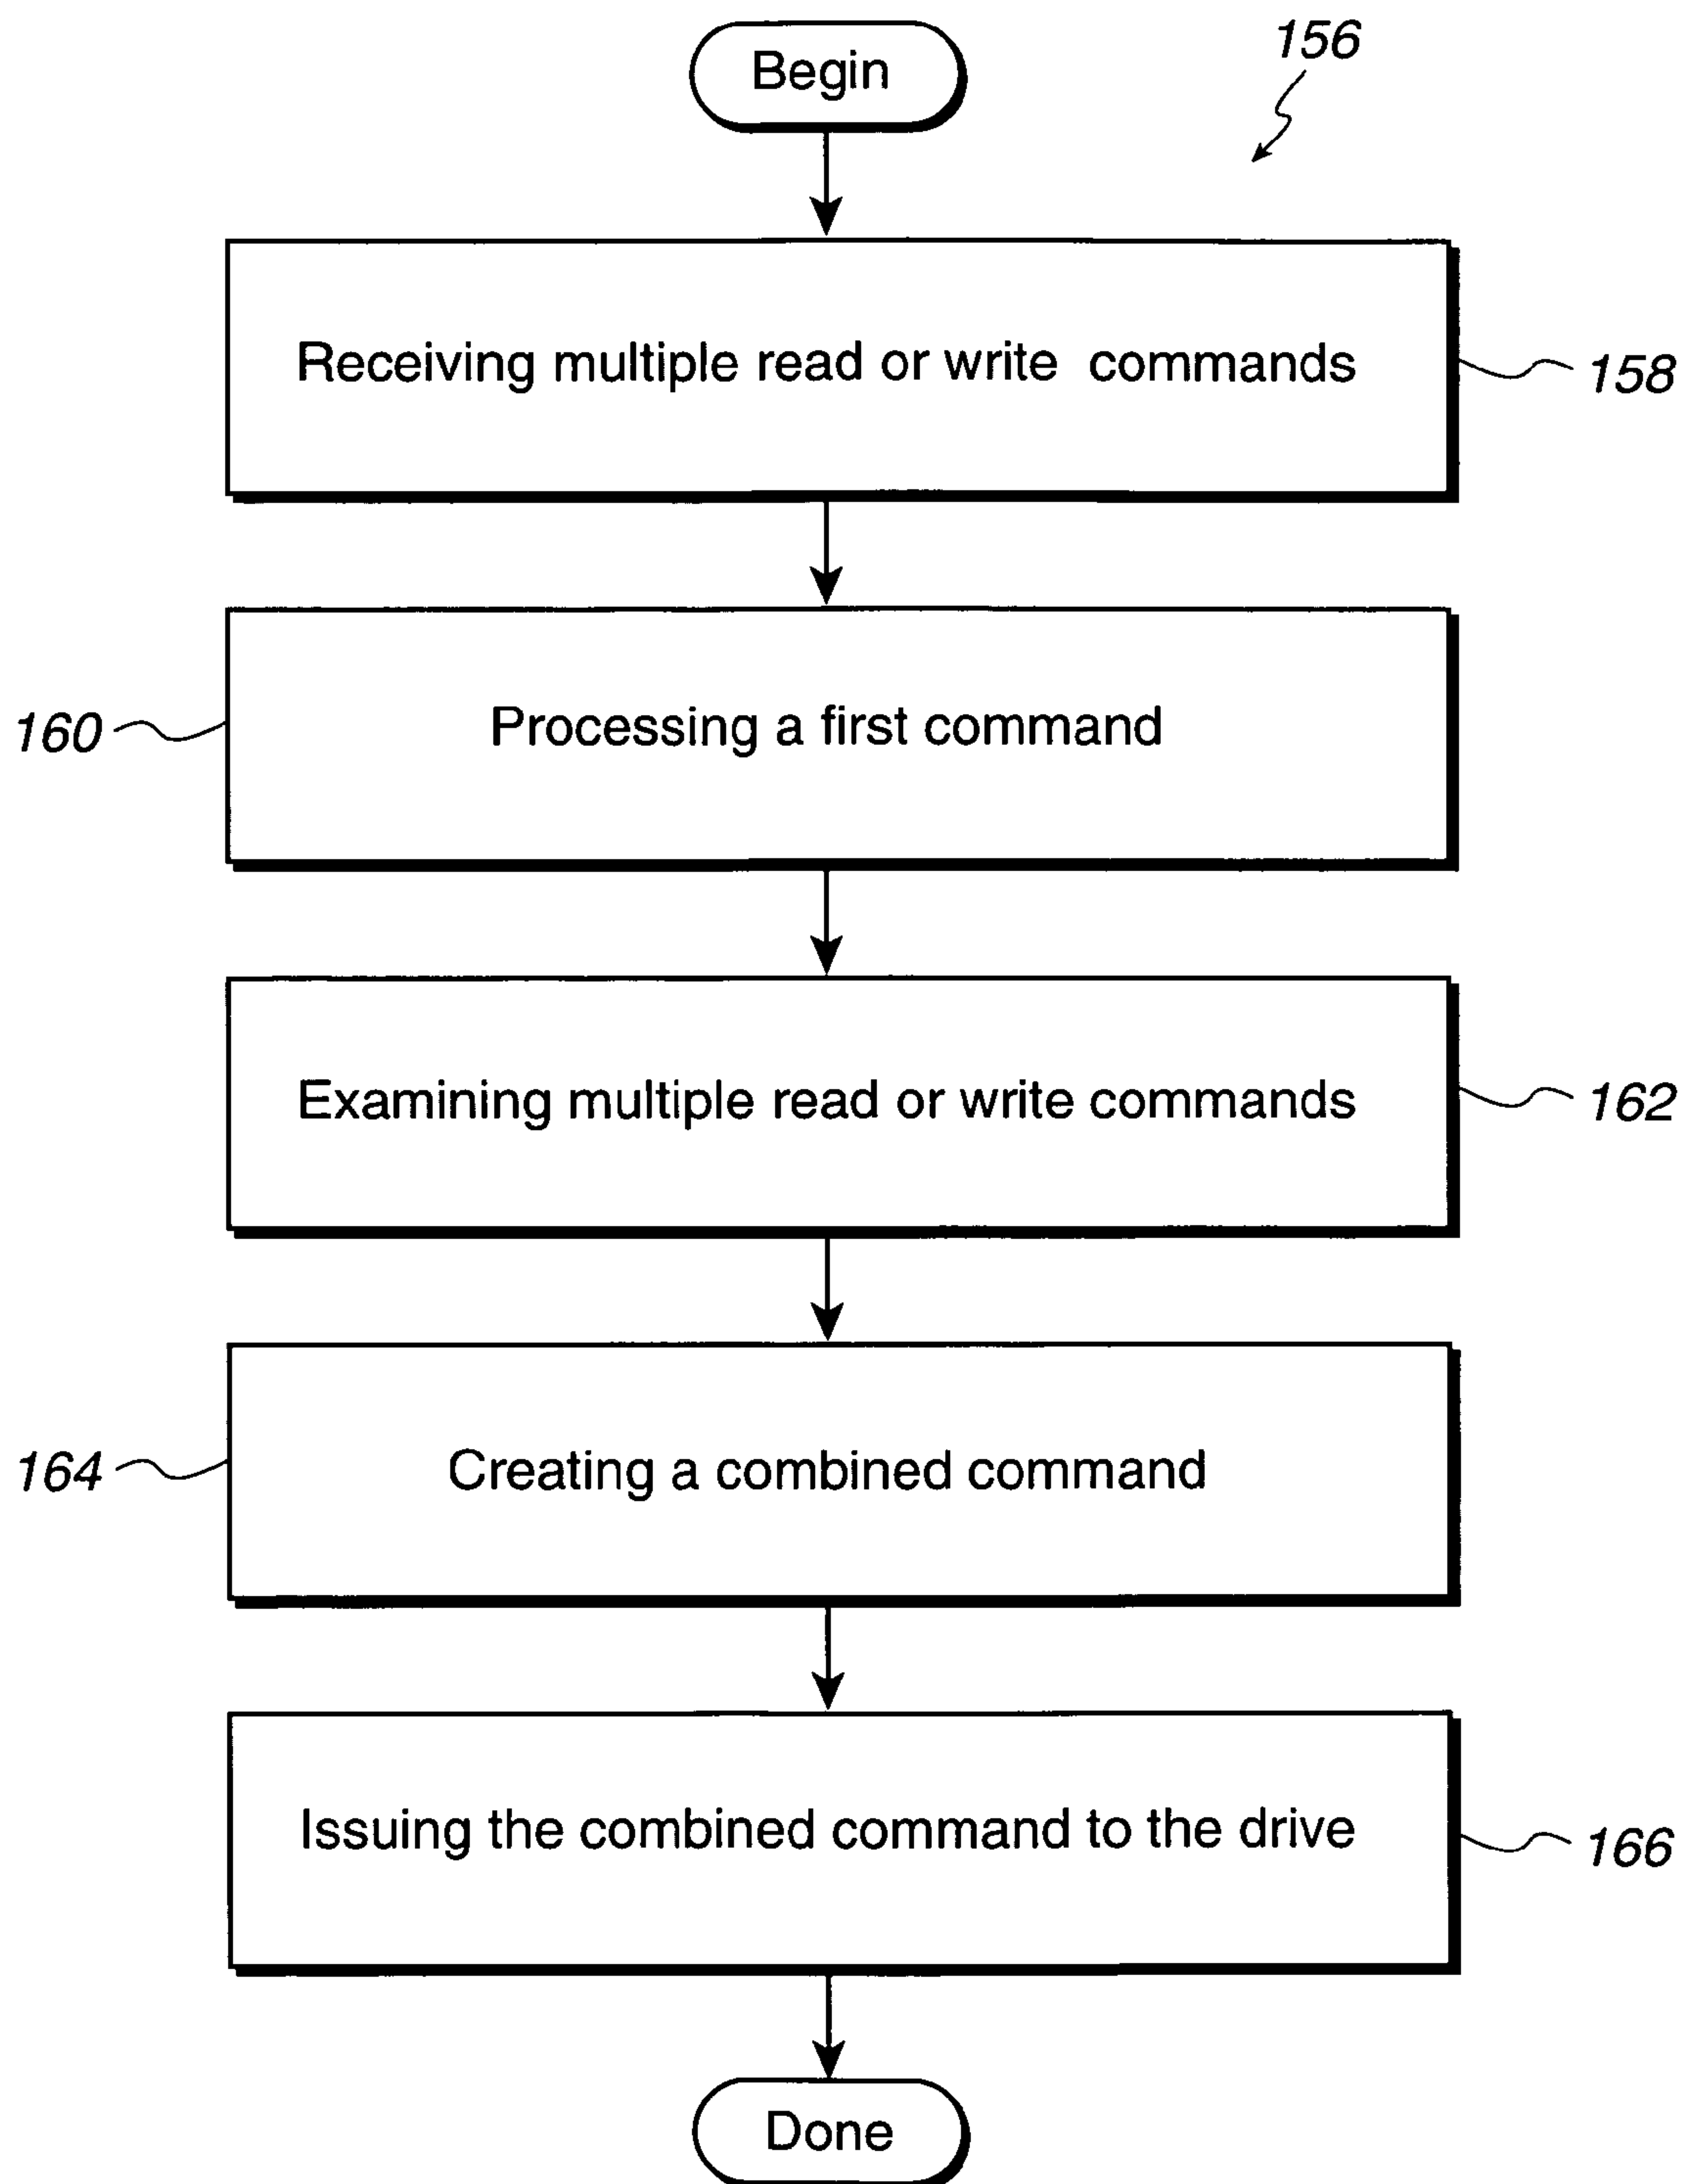 Begin
156
Receiving multiple read or write commands
158
160
Processing a first command
Examining multiple read or write commands
162
164
Creating a combined command
Issuing the combined command to the drive
166
Done